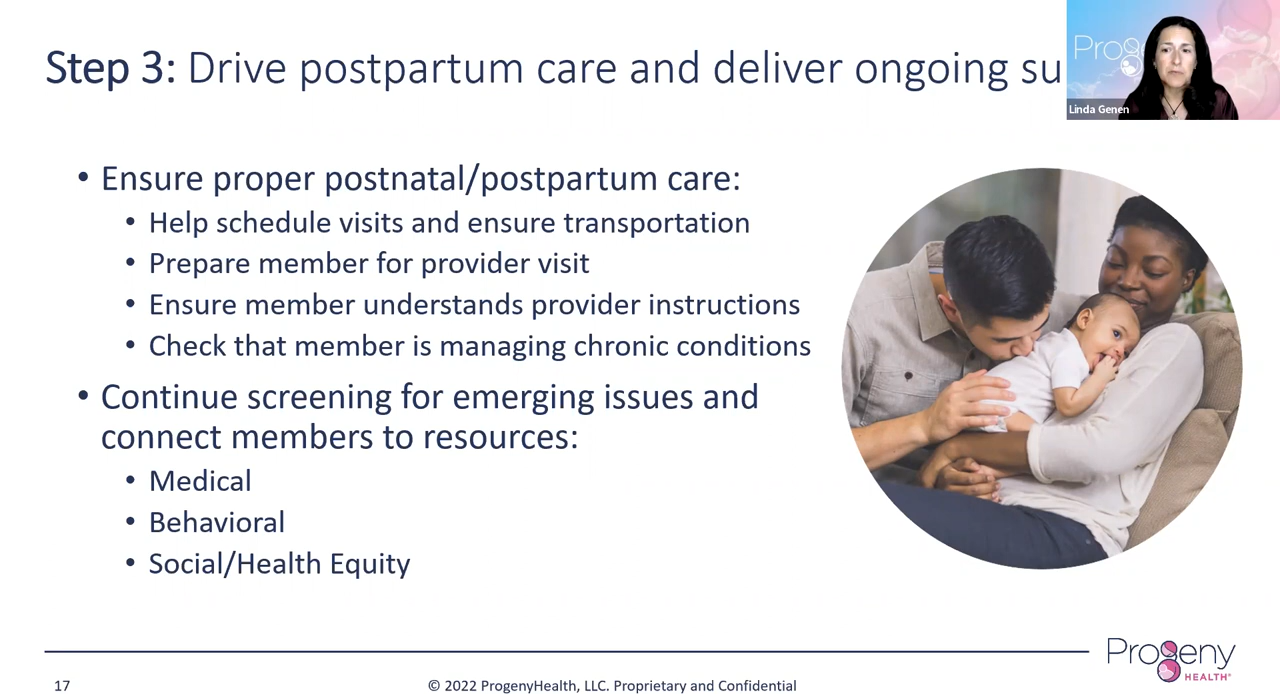 Step 3: Drive postpartum care and deliver ongoing su
Linda Genen
• Ensure proper postnatal/postpartum care:
• Help schedule visits and ensure transportation
• Prepare member for provider visit
• Ensure member understands provider instructions
• Check that member is managing chronic conditions
• Continue screening for emerging issues and
connect members to resources:
• Medical
• Behavioral
• Social/Health Equity
17
© 2022 ProgenyHealth, LLC. Proprietary and Confidential
Progeny
HEALTH®